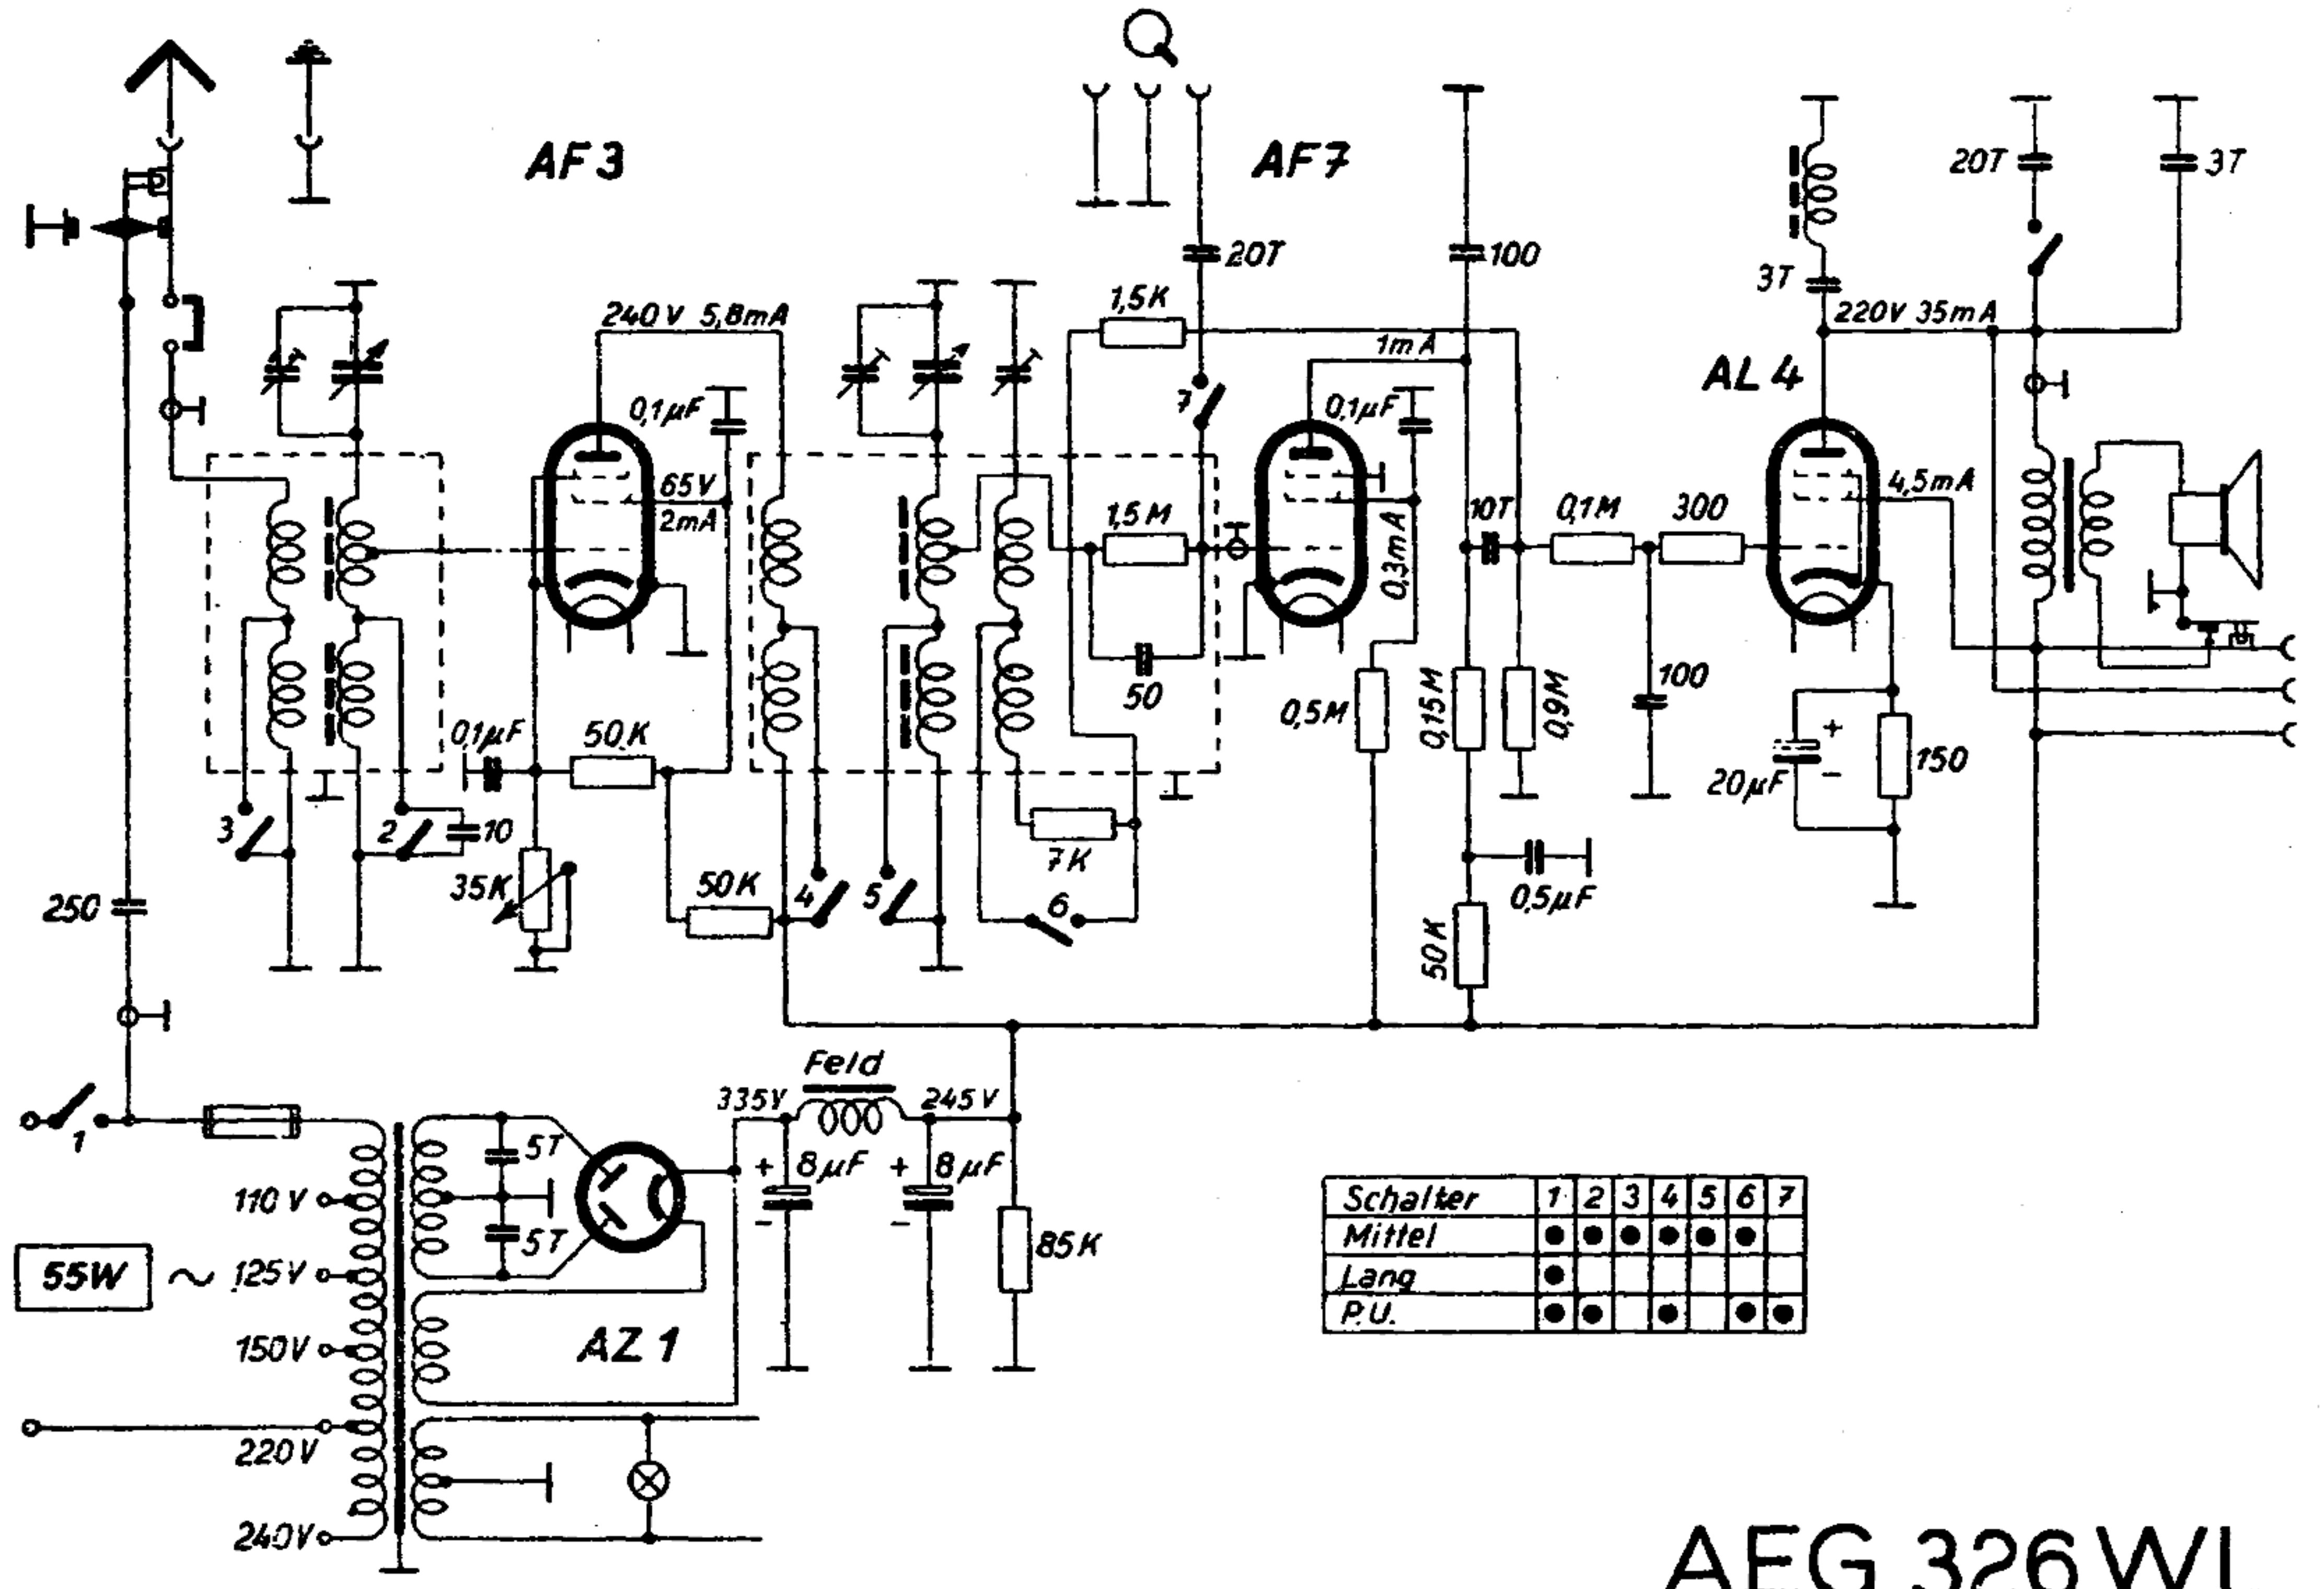 AF3
AF7
20T
100
20T
3T
3T
1,5K
240V 5,8mA
220V 35mA
1mA
AL4
0,1µF
7
0,1µF
65V
2mA
1,5M
0,3mA
10T
0,1M
300
4,5mA
50
0,5M
0,15M
0,9M
100
0,1µF
50K
+
20µF
-
150
3
2
10
7K
35K
50K
4
5
6
0,5µF
250
50K
Feld
335V
245V
1
5T
+ 8µF
-
+ 8µF
-
110V
5T
85K
55W ~ 125V
AZ1
150V
220V
240V
Schalter 1 2 3 4 5 6 7
Mittel ● ● ● ● ● ●
Lang ●
P.U. ● ● ● ● ●
AEG 326 WL